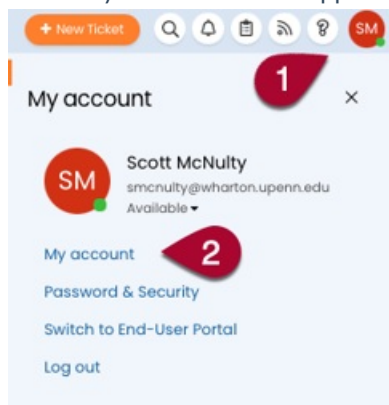 + New Ticket
SM
1
My account
SM
Scott McNulty
smcnulty@wharton.upenn.edu
Available
My account
2
Password & Security
Switch to End-User Portal
Log out